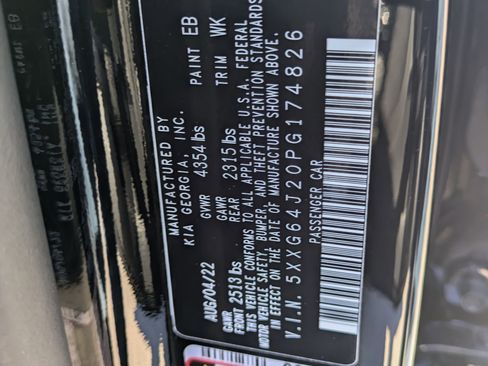 MANUFACTURED BY
KIA GEORGIA, INC.
PAINT EB
AUG/04/22
GVWR 4354 lbs
TRIM WK
GAWR FRONT 2533 lbs
GAWR REAR 2315 lbs
THIS VEHICLE CONFORMS TO ALL APPLICABLE U.S.A. FEDERAL
MOTOR VEHICLE SAFETY, BUMPER, AND THEFT PREVENTION STANDARDS
IN EFFECT ON THE DATE OF MANUFACTURE SHOWN ABOVE.
V.I.N. 5XXG64J20PG174826
PASSENGER CAR